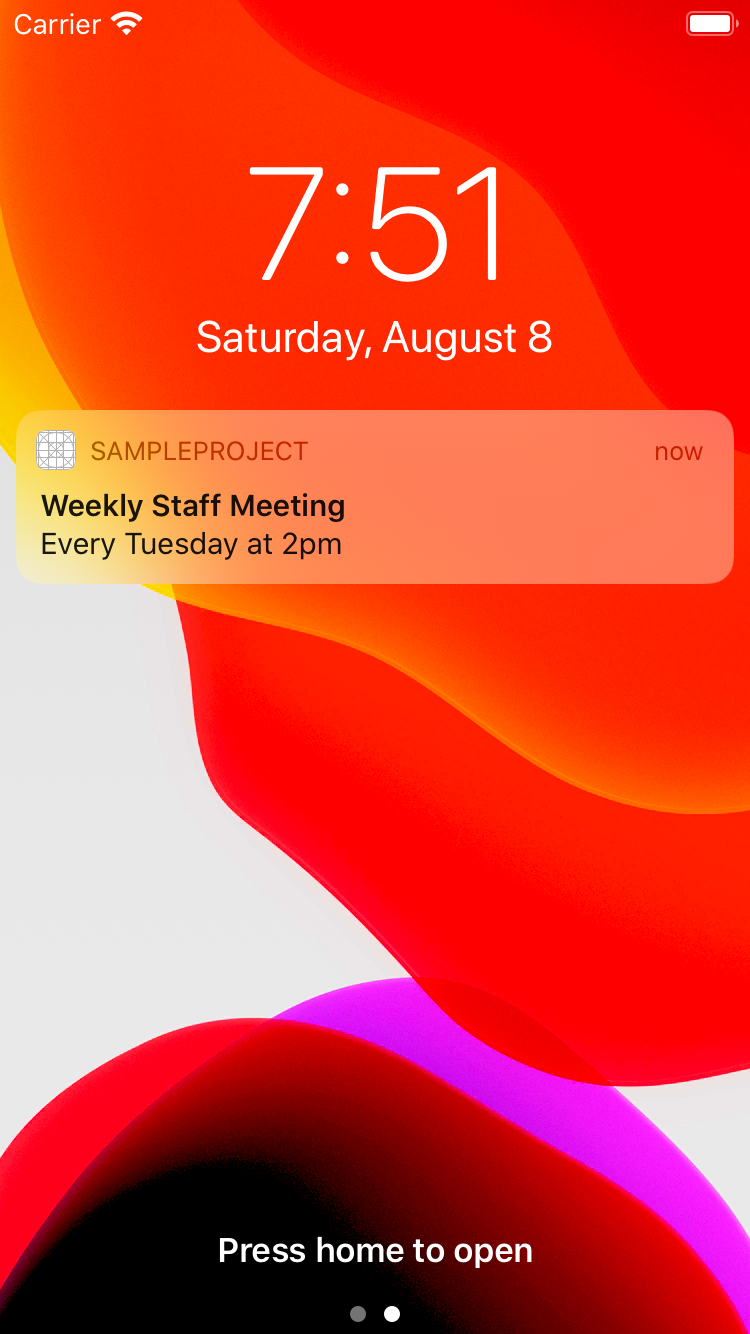 Carrier
7:51
Saturday, August 8
SAMPLEPROJECT now
Weekly Staff Meeting
Every Tuesday at 2pm
Press home to open